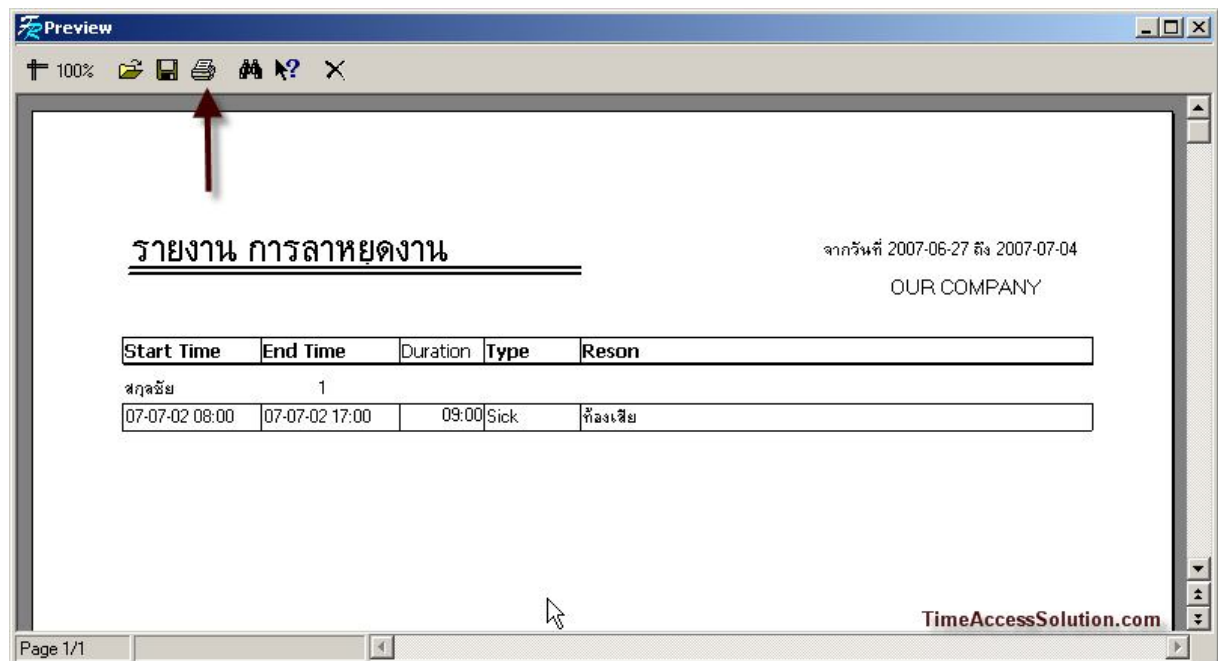 Preview
100%
รายงาน การลาหยุดงาน
จากวันที่ 2007-06-27 ถึง 2007-07-04
OUR COMPANY
Start Time End Time Duration Type Reson
สกุลชัย 1
07-07-02 08:00 07-07-02 17:00 09:00 Sick ท้องเสีย
TimeAccessSolution.com
Page 1/1